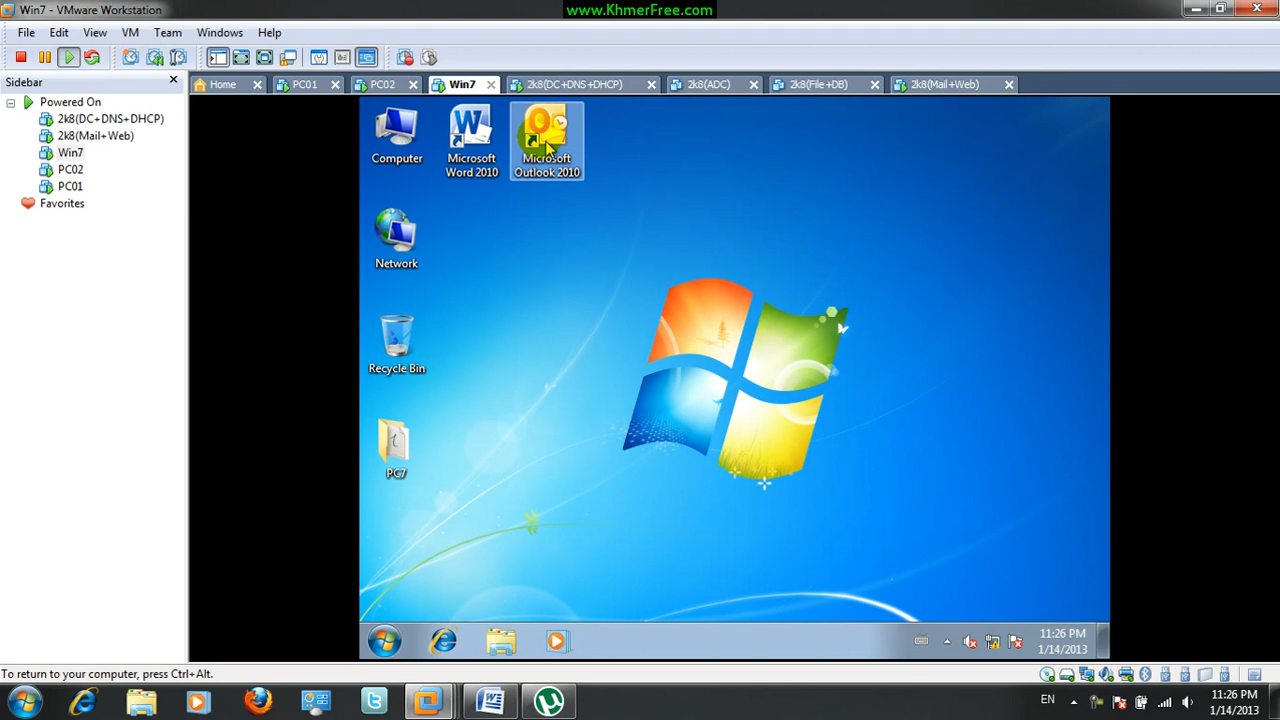 Win7 - VMware Workstation
www.KhmerFree.com
File Edit View VM Team Windows Help
Sidebar
Home PC01 PC02 Win7 2k8(DC+DNS+DHCP) 2k8(ADC) 2k8(File+DB) 2k8(Mail+Web)
Powered On
2k8(DC+DNS+DHCP)
2k8(Mail+Web)
Win7
PC02
PC01
Favorites
Computer
Microsoft
Word 2010
Microsoft
Outlook 2010
Network
Recycle Bin
PC7
11:26 PM
1/14/2013
To return to your computer, press Ctrl+Alt.
EN
11:26 PM
1/14/2013